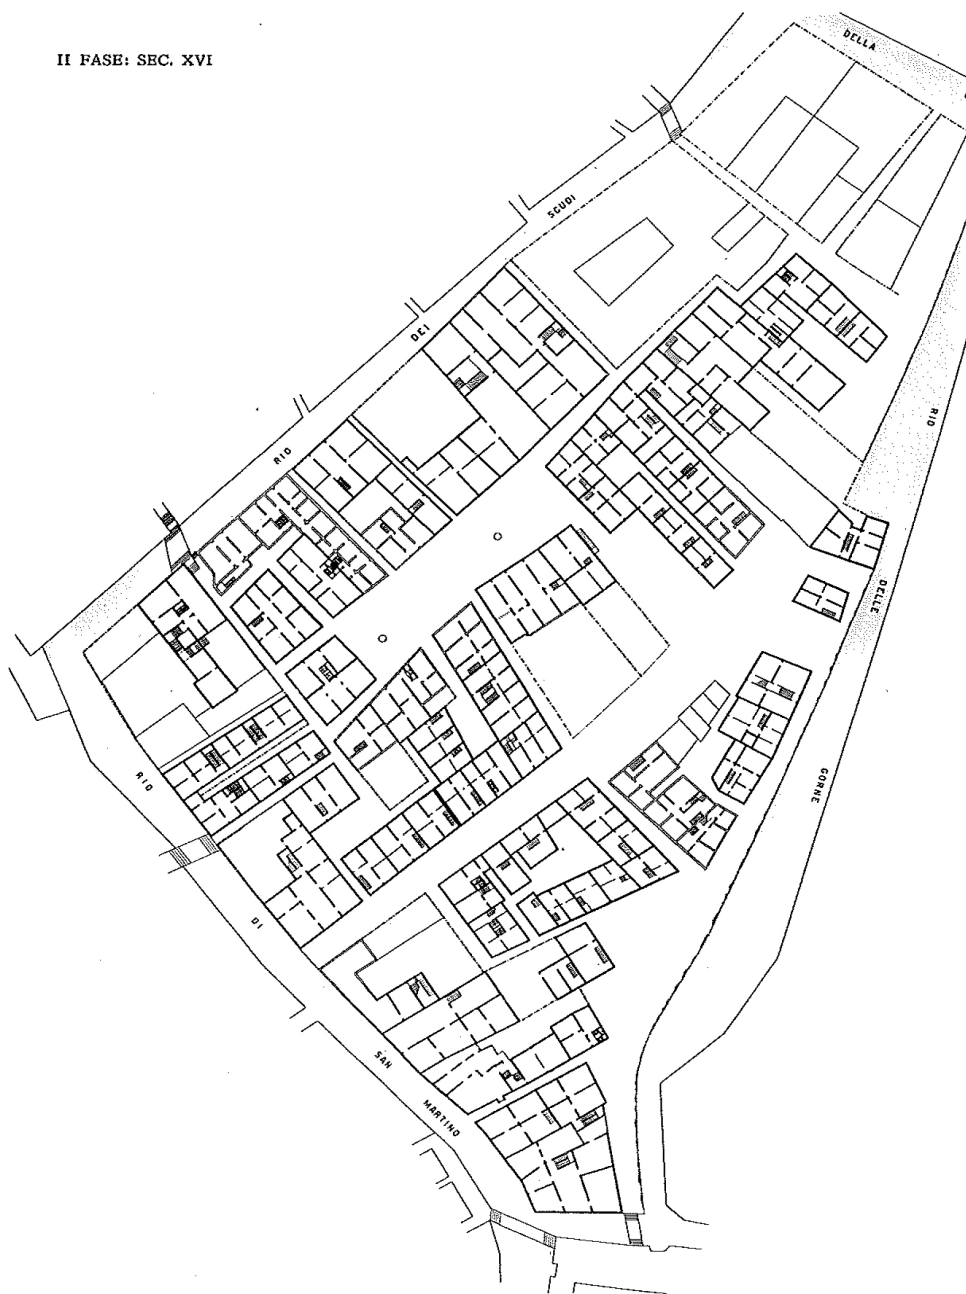 II FASE: SEC. XVI
DELLA
RIO DEI SCUDI
RIO DELLE GORNE
RIO DI SAN MARTINO